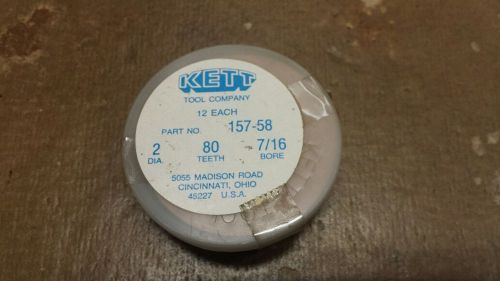 KETT
TOOL COMPANY
12 EACH
PART NO. 157-58
2 80 7/16
DIA. TEETH BORE
5055 MADISON ROAD
CINCINNATI, OHIO
45227 U.S.A.